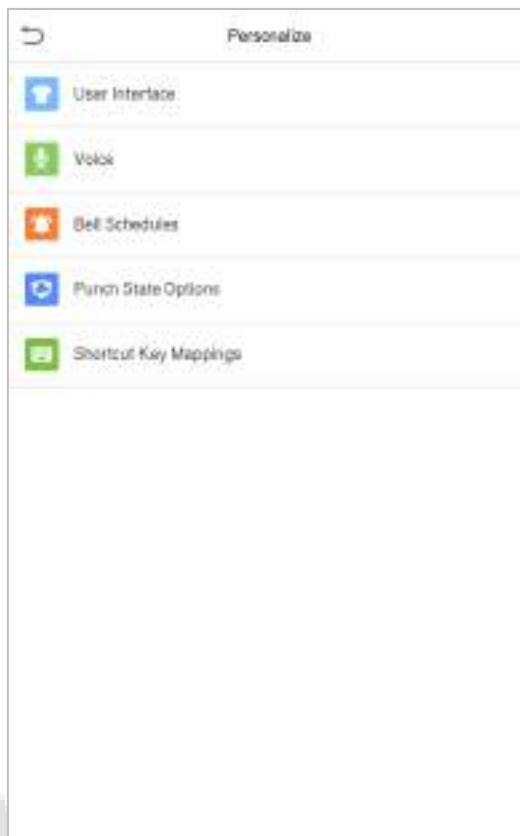 Personalize
User Interface
Voice
Bell Schedules
Punch State Options
Shortcut Key Mappings